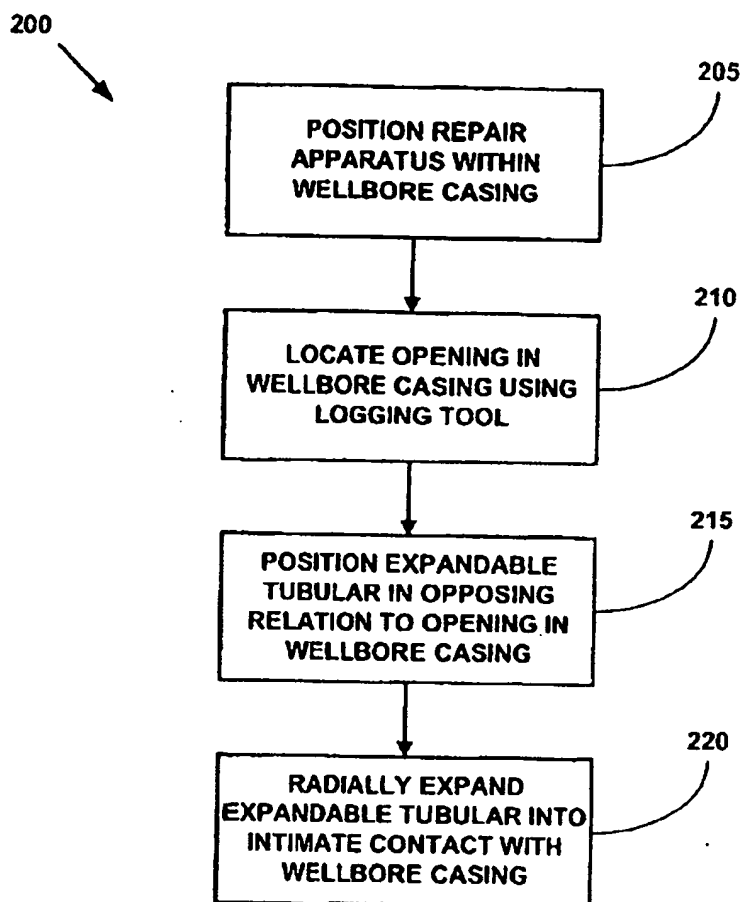 200
205
POSITION REPAIR
APPARATUS WITHIN
WELLBORE CASING
210
LOCATE OPENING IN
WELLBORE CASING USING
LOGGING TOOL
215
POSITION EXPANDABLE
TUBULAR IN OPPOSING
RELATION TO OPENING IN
WELLBORE CASING
220
RADIALLY EXPAND
EXPANDABLE TUBULAR INTO
INTIMATE CONTACT WITH
WELLBORE CASING